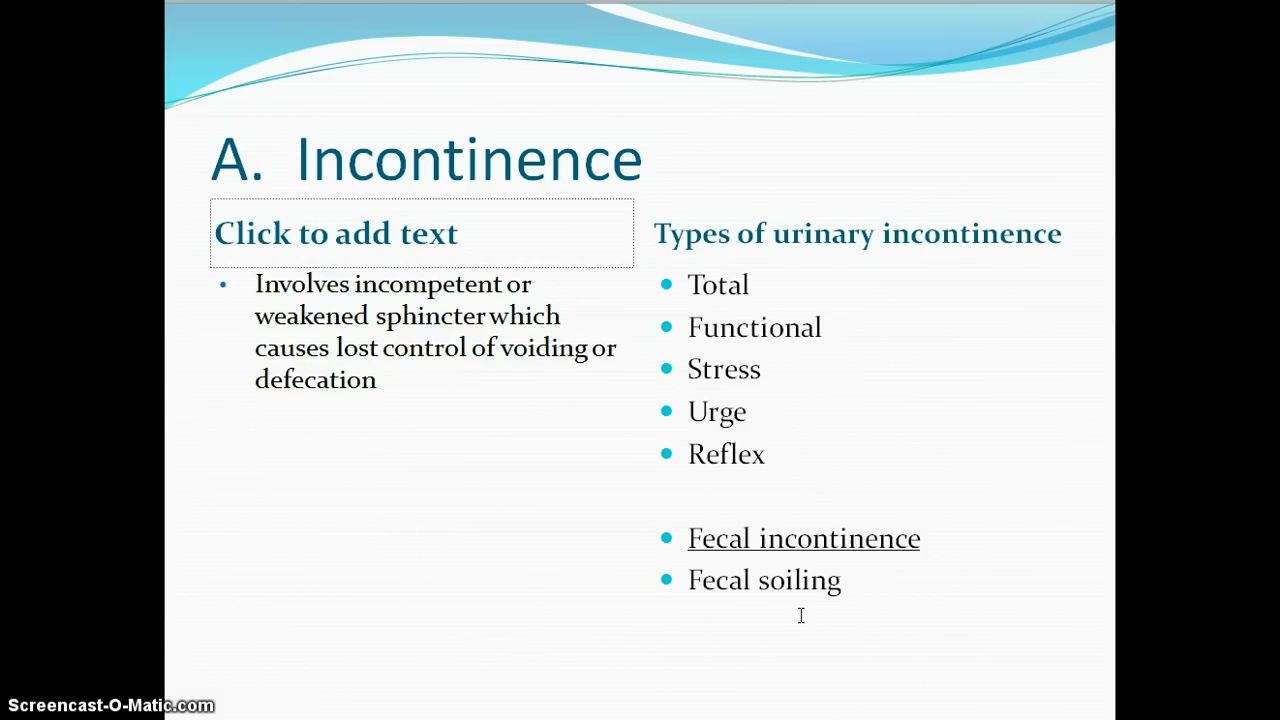 A. Incontinence
Click to add text
• Involves incompetent or
weakened sphincter which
causes lost control of voiding or
defecation
Types of urinary incontinence
• Total
• Functional
• Stress
• Urge
• Reflex
• Fecal incontinence
• Fecal soiling
Screencast-O-Matic.com